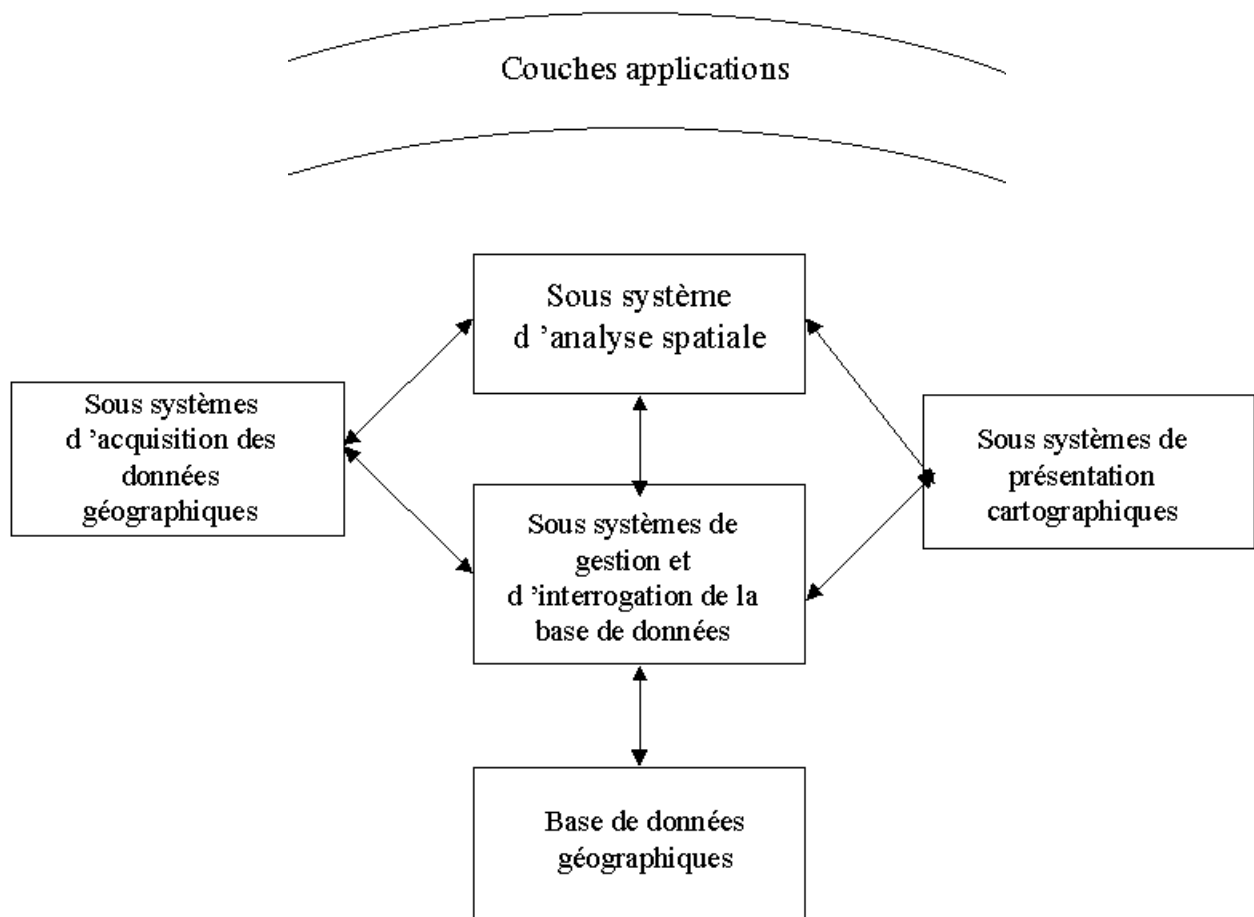 Couches applications
Sous système
d ’analyse spatiale
Sous systèmes
d ’acquisition des
données
géographiques
Sous systèmes de
présentation
cartographiques
Sous systèmes de
gestion et
d ’interrogation de la
base de données
Base de données
géographiques